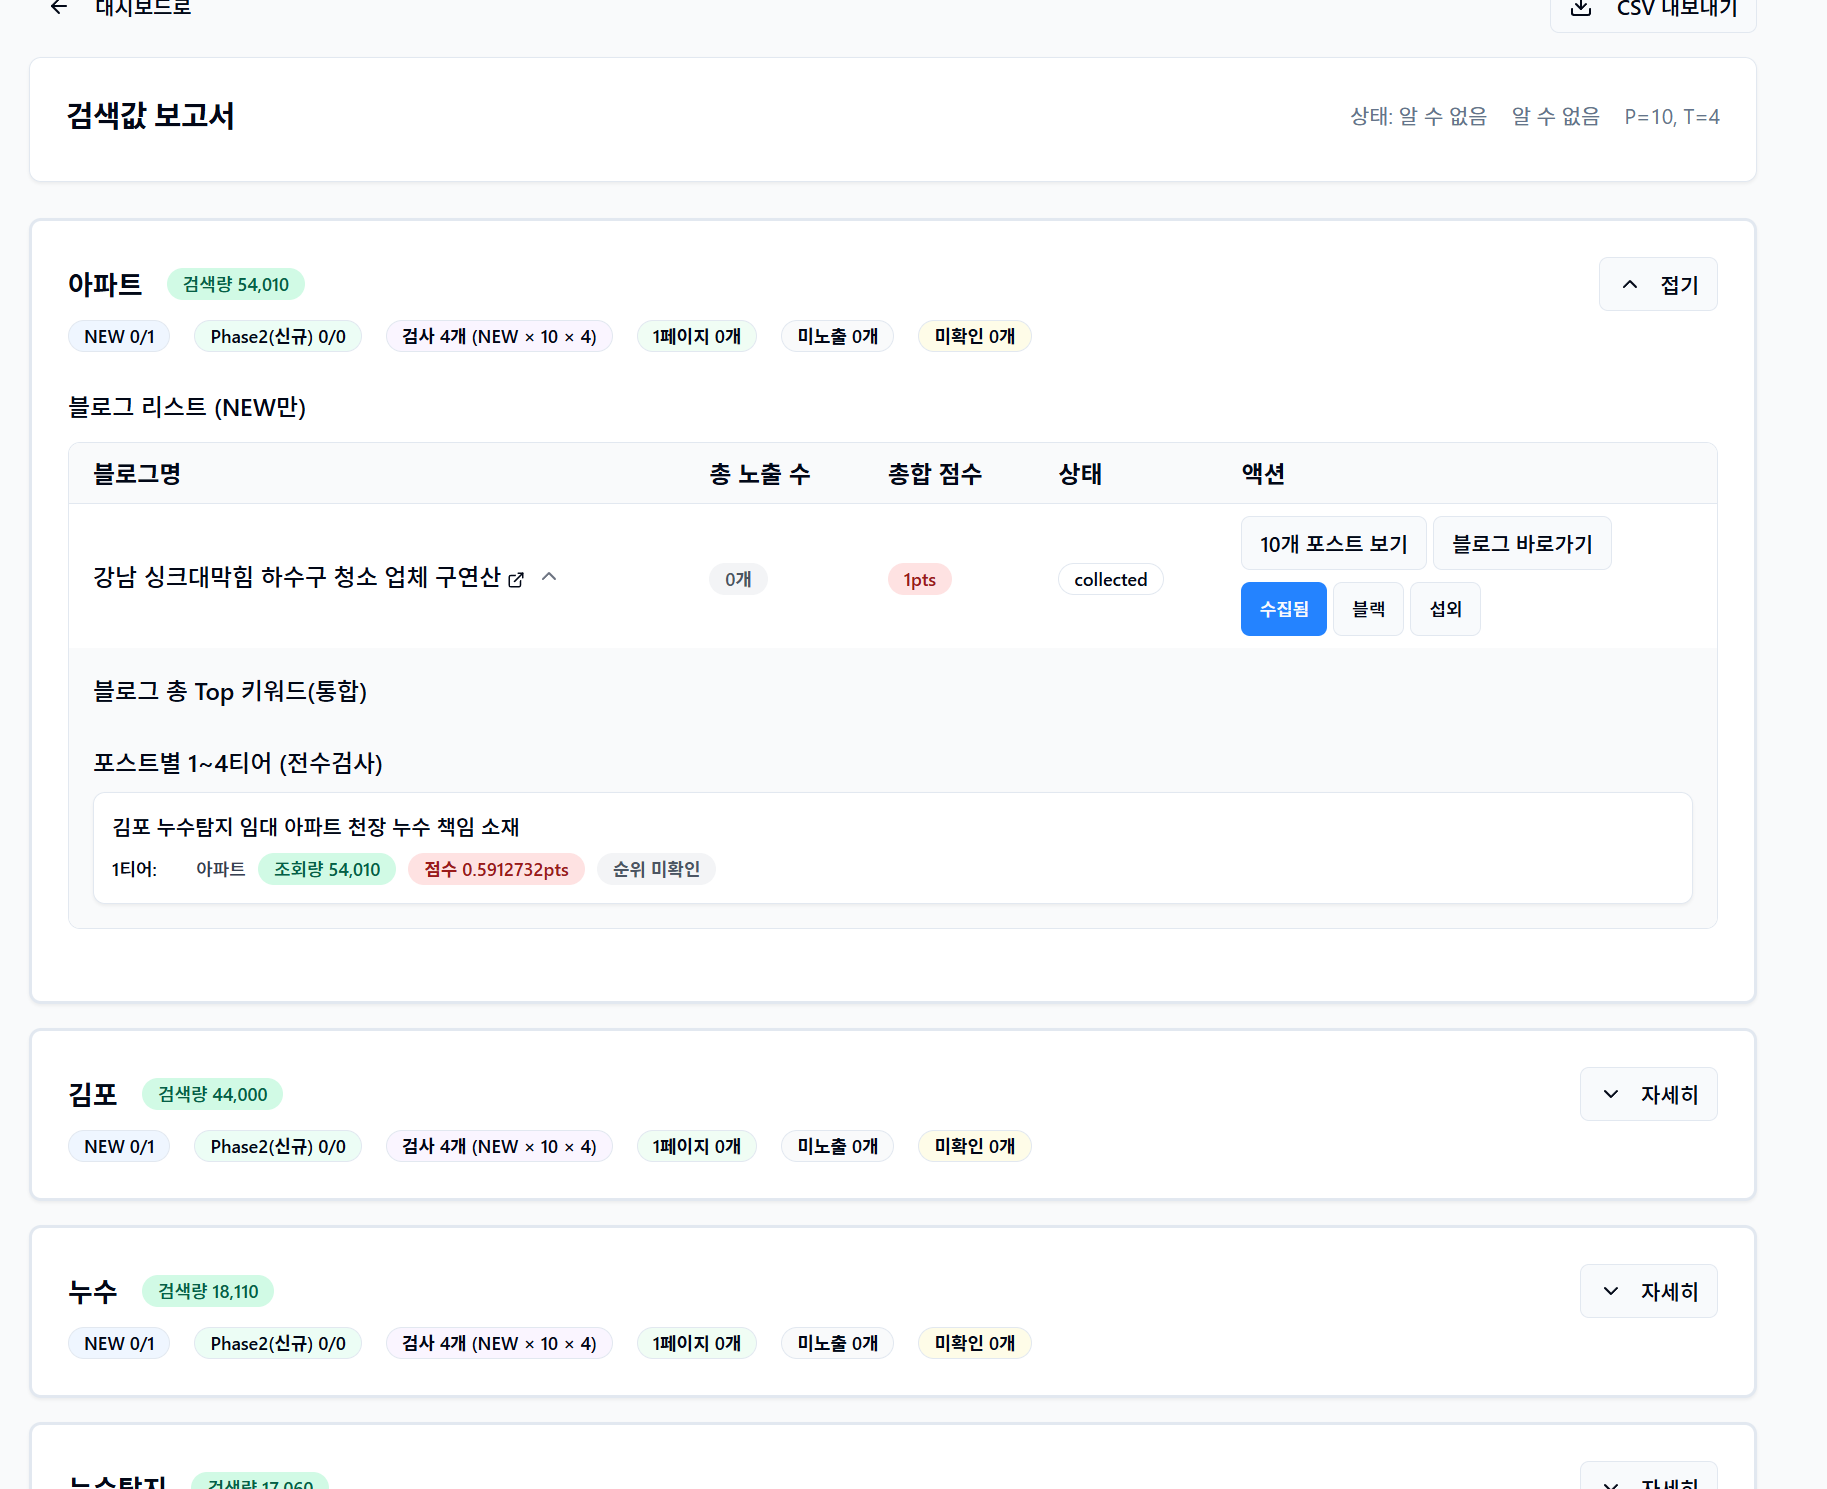 대시보드로
CSV 내보내기
검색값 보고서
상태: 알 수 없음 알 수 없음 P=10, T=4
아파트 검색량 54,010
접기
NEW 0/1 Phase2(신규) 0/0 검사 4개 (NEW × 10 × 4) 1페이지 0개 미노출 0개 미확인 0개
블로그 리스트 (NEW만)
블로그명 총 노출 수 총합 점수 상태 액션
강남 싱크대막힘 하수구 청소 업체 구연산 0개 1pts collected
10개 포스트 보기 블로그 바로가기
수집됨 블랙 섭외
블로그 총 Top 키워드(통합)
포스트별 1~4티어 (전수검사)
김포 누수탐지 임대 아파트 천장 누수 책임 소재
1티어: 아파트 조회량 54,010 점수 0.5912732pts 순위 미확인
김포 검색량 44,000
자세히
NEW 0/1 Phase2(신규) 0/0 검사 4개 (NEW × 10 × 4) 1페이지 0개 미노출 0개 미확인 0개
누수 검색량 18,110
자세히
NEW 0/1 Phase2(신규) 0/0 검사 4개 (NEW × 10 × 4) 1페이지 0개 미노출 0개 미확인 0개
누수탐지 검색량 17,060
자세히